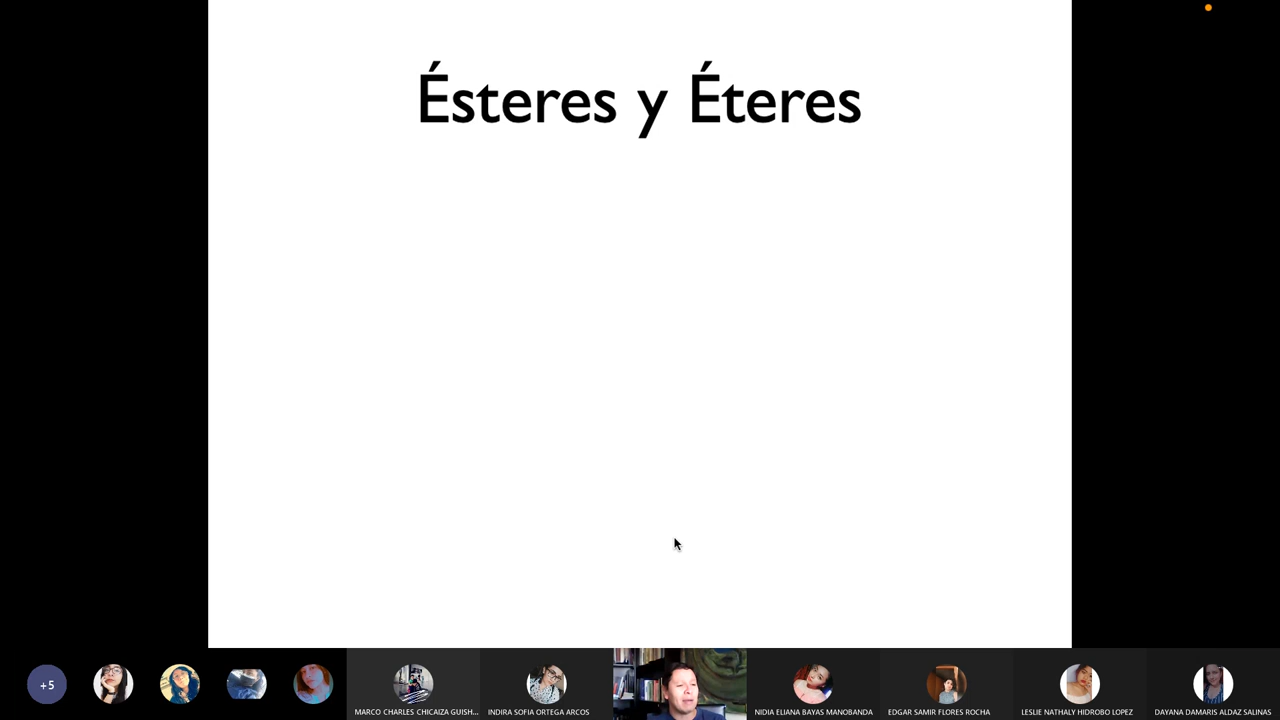 Ésteres y Éteres
+5
MARCO CHARLES CHICAIZA GUISH...
INDIRA SOFIA ORTEGA ARCOS
NIDIA ELIANA BAYAS MANOBANDA
EDGAR SAMIR FLORES ROCHA
LESLIE NATHALY HIDROBO LOPEZ
DAYANA DAMARIS ALDAZ SALINAS